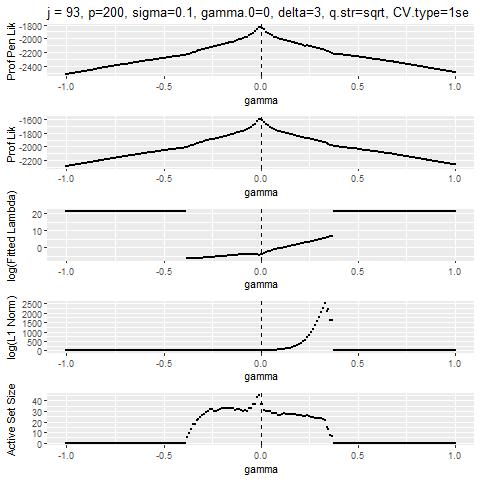 j = 93, p=200, sigma=0.1, gamma.0=0, delta=3, q.str=sqrt, CV.type=1se
Prof Pen Lik
-1800
-2000
-2200
-2400
-1.0 -0.5 0.0 0.5 1.0
gamma
Prof Lik
-1600
-1800
-2000
-2200
-1.0 -0.5 0.0 0.5 1.0
gamma
log(Fitted Lambda)
20
10
0
-1.0 -0.5 0.0 0.5 1.0
gamma
log(L1 Norm)
2500
2000
1500
1000
500
0
-1.0 -0.5 0.0 0.5 1.0
gamma
Active Set Size
40
30
20
10
0
-1.0 -0.5 0.0 0.5 1.0
gamma